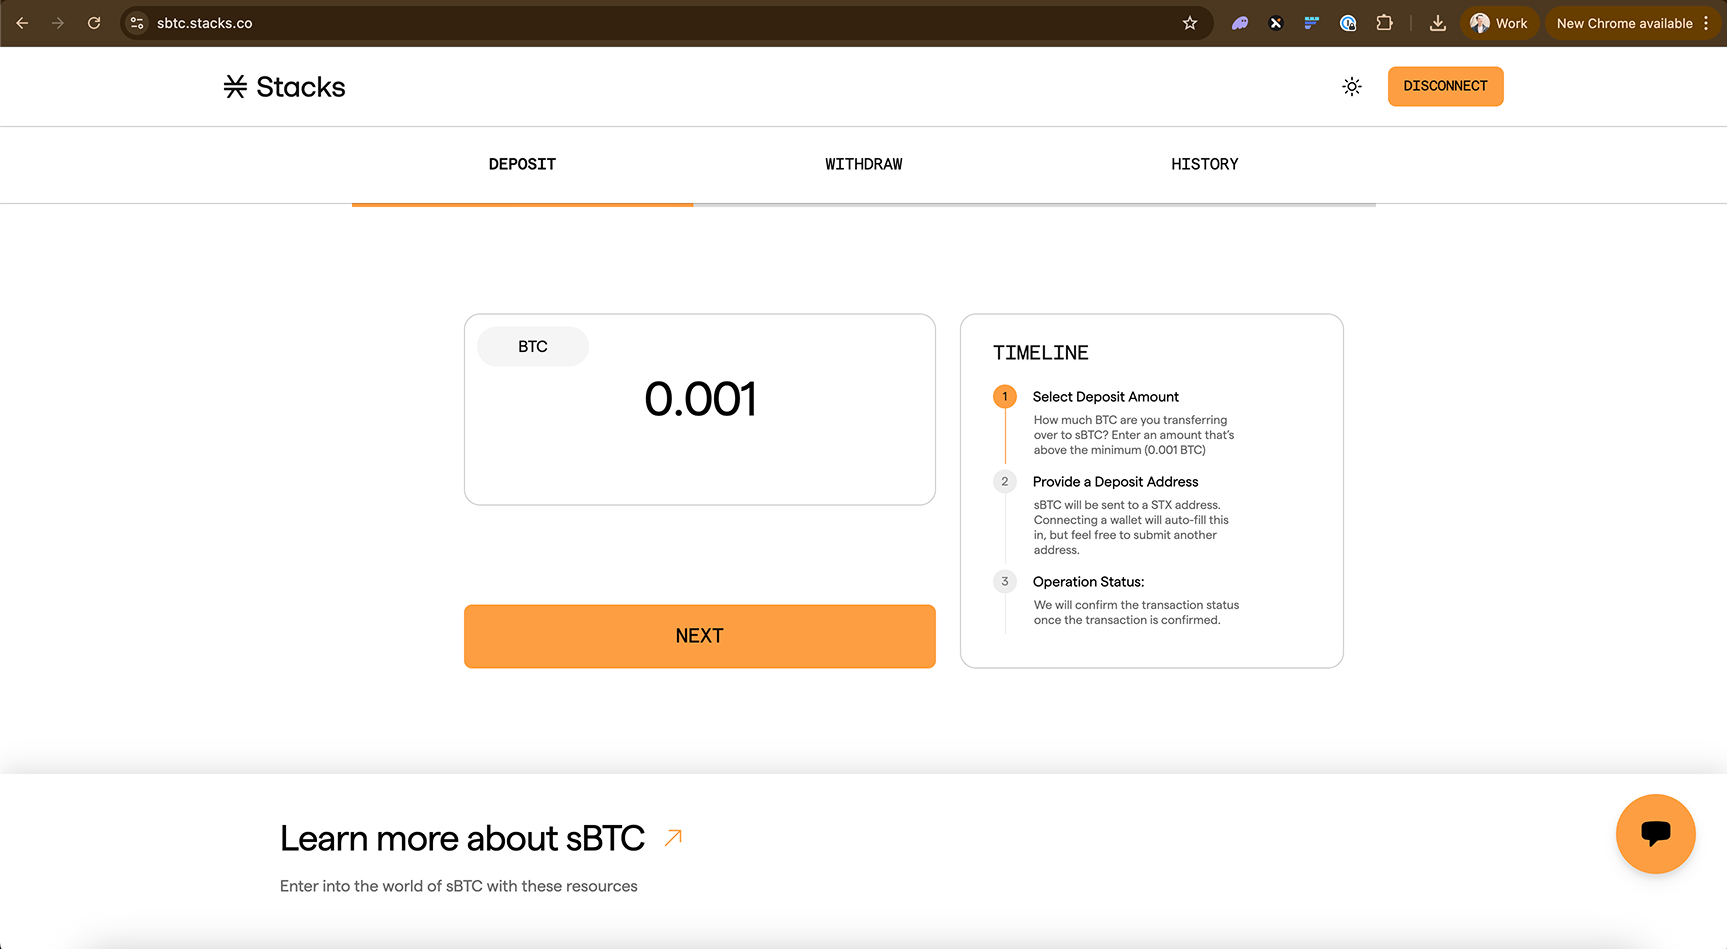 sbtc.stacks.co
Work
New Chrome available
Stacks
DISCONNECT
DEPOSIT
WITHDRAW
HISTORY
BTC
0.001
NEXT
TIMELINE
1
Select Deposit Amount
How much BTC are you transferring
over to sBTC? Enter an amount that's
above the minimum (0.001 BTC)
2
Provide a Deposit Address
sBTC will be sent to a STX address.
Connecting a wallet will auto-fill this
in, but feel free to submit another
address.
3
Operation Status:
We will confirm the transaction status
once the transaction is confirmed.
Learn more about sBTC
Enter into the world of sBTC with these resources